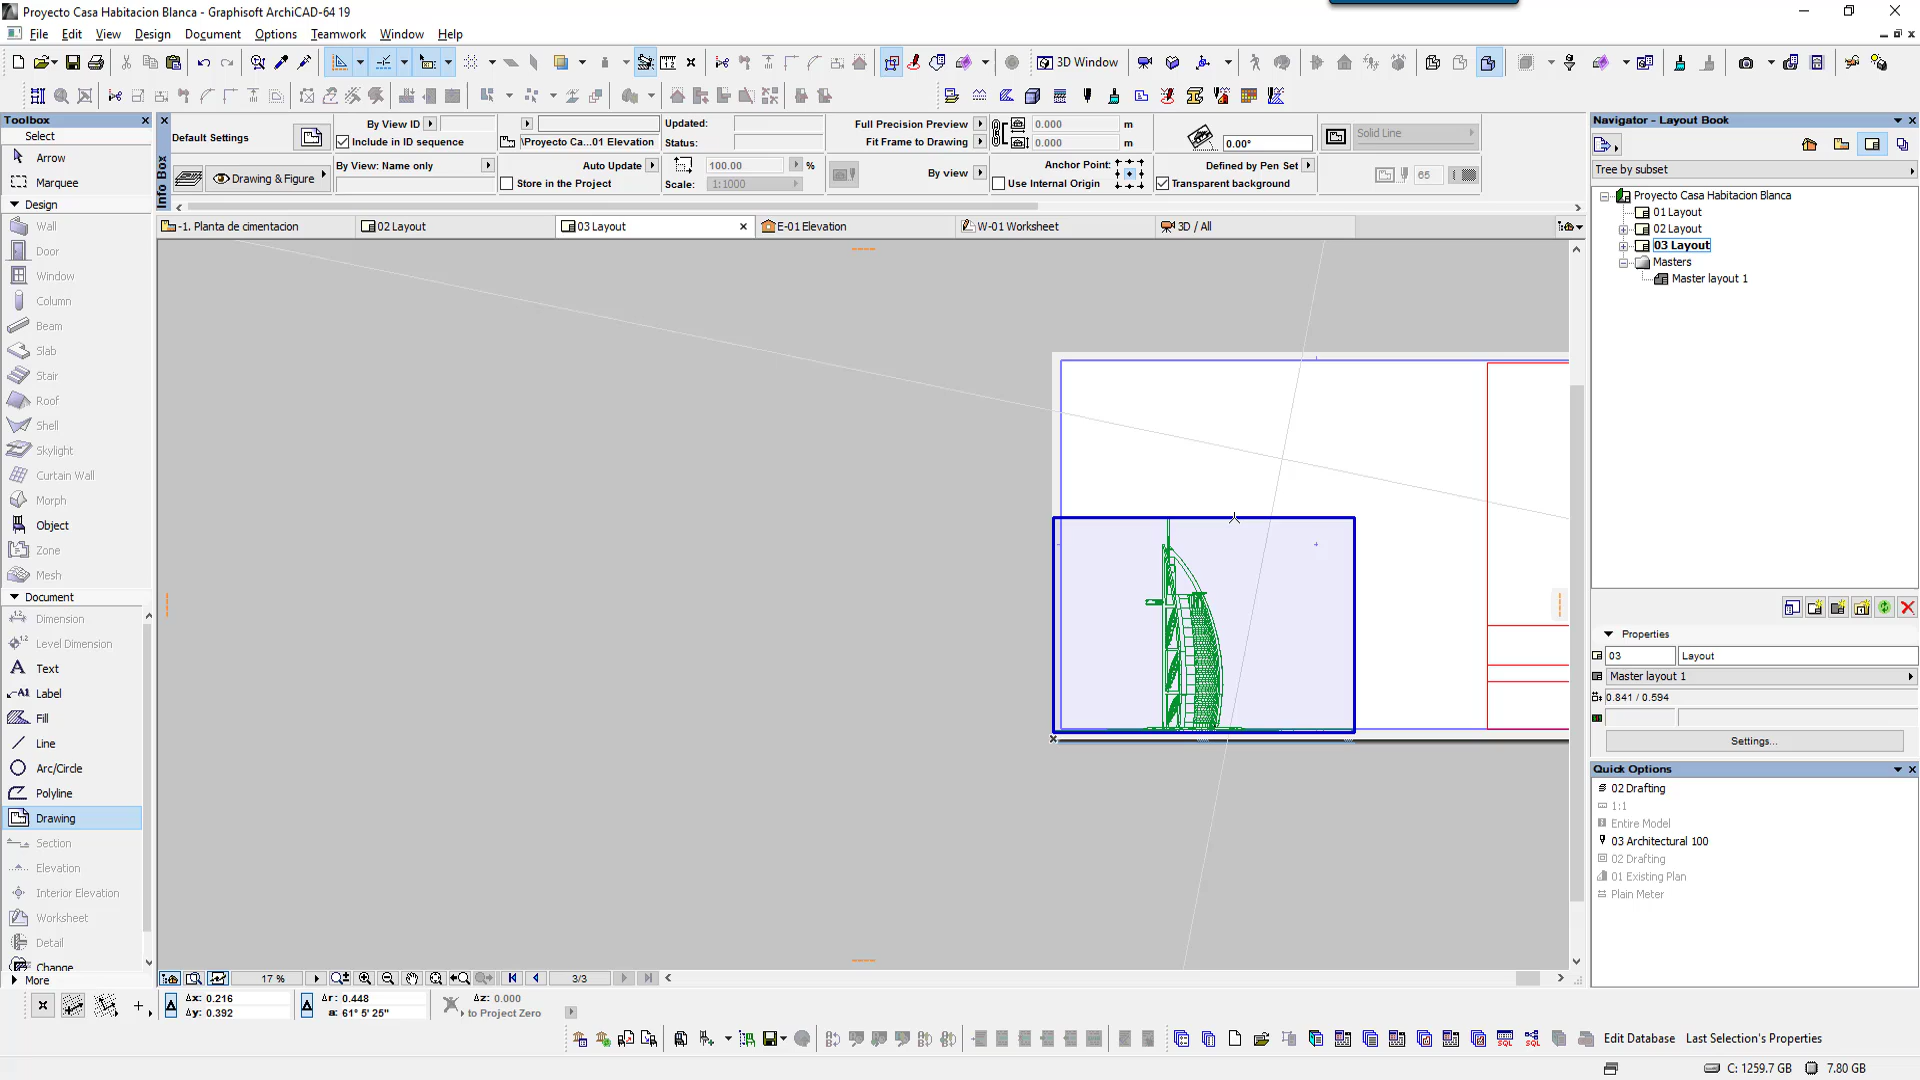 Proyecto Casa Habitacion Blanca - Graphisoft ArchiCAD-64 19
File Edit View Design Document Options Teamwork Window Help
3D Window
Toolbox
Select
Arrow
Marquee
Design
Wall
Door
Window
Column
Beam
Slab
Stair
Roof
Shell
Skylight
Curtain Wall
Morph
Object
Zone
Mesh
Document
Dimension
Level Dimension
Text
Label
Fill
Line
Arc/Circle
Polyline
Drawing
Section
Elevation
Interior Elevation
Worksheet
Detail
Change
More
Info Box
Default Settings
Drawing & Figure
By View ID
Include in ID sequence
By View: Name only
\Proyecto Ca...01 Elevation
Auto Update
Store in the Project
Updated:
Status:
100.00 %
Scale: 1:1000
Full Precision Preview
Fit Frame to Drawing
By view
0.000 m
0.000 m
Anchor Point:
Use Internal Origin
0.00°
Defined by Pen Set
Transparent background
Solid Line
65
-1. Planta de cimentacion
02 Layout
03 Layout
E-01 Elevation
W-01 Worksheet
3D / All
17 %
3/3
Δx: 0.216
Δy: 0.392
Δr: 0.448
a: 61° 5' 25"
Δz: 0.000
to Project Zero
Navigator - Layout Book
Tree by subset
Proyecto Casa Habitacion Blanca
01 Layout
02 Layout
03 Layout
Masters
Master layout 1
Properties
03 Layout
Master layout 1
0.841 / 0.594
Settings...
Quick Options
02 Drafting
1:1
Entire Model
03 Architectural 100
02 Drafting
01 Existing Plan
Plain Meter
Edit Database Last Selection's Properties
C: 1259.7 GB 7.80 GB